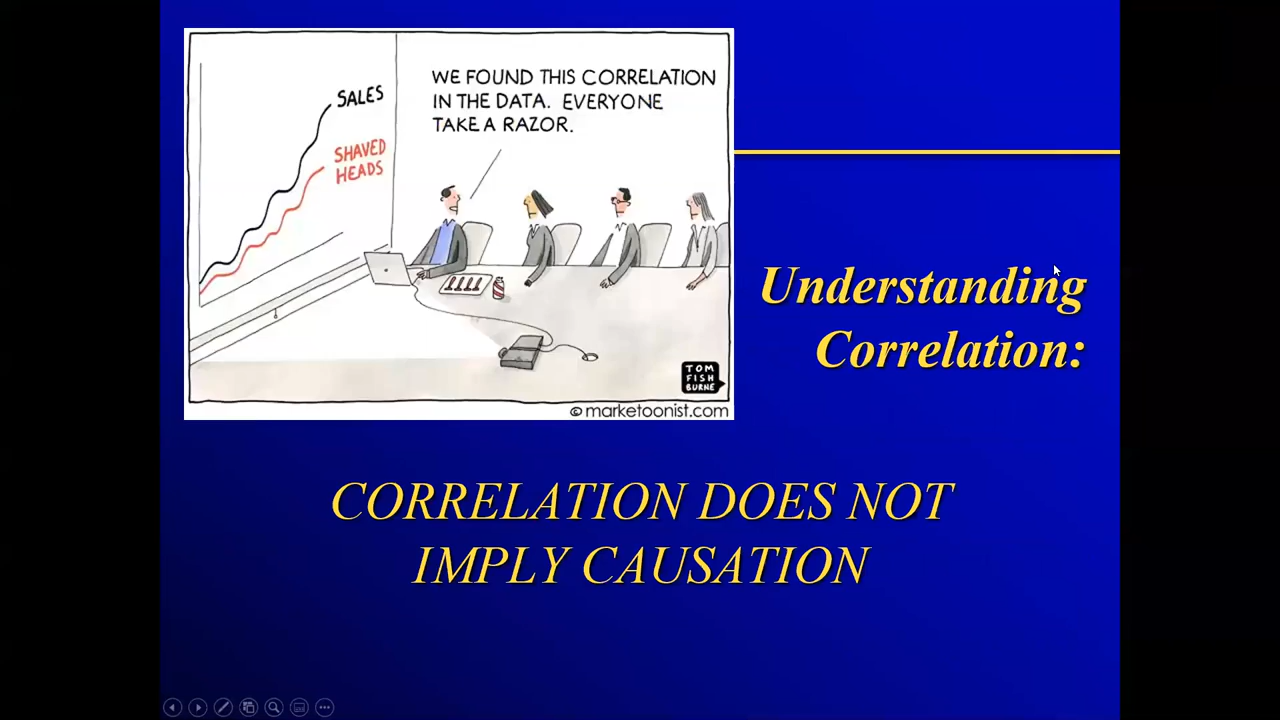 SALES
SHAVED
HEADS
WE FOUND THIS CORRELATION
IN THE DATA. EVERYONE
TAKE A RAZOR.
TOM
FISH
BURNE
© marketoonist.com
Understanding
Correlation:
CORRELATION DOES NOT
IMPLY CAUSATION